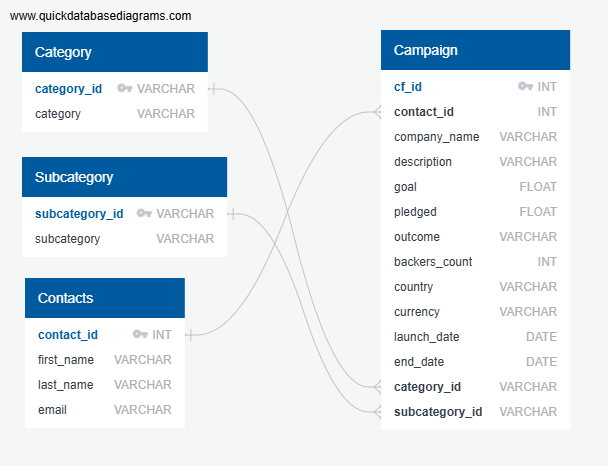 www.quickdatabasediagrams.com
Category
category_id VARCHAR
category VARCHAR
Subcategory
subcategory_id VARCHAR
subcategory VARCHAR
Contacts
contact_id INT
first_name VARCHAR
last_name VARCHAR
email VARCHAR
Campaign
cf_id INT
contact_id INT
company_name VARCHAR
description VARCHAR
goal FLOAT
pledged FLOAT
outcome VARCHAR
backers_count INT
country VARCHAR
currency VARCHAR
launch_date DATE
end_date DATE
category_id VARCHAR
subcategory_id VARCHAR